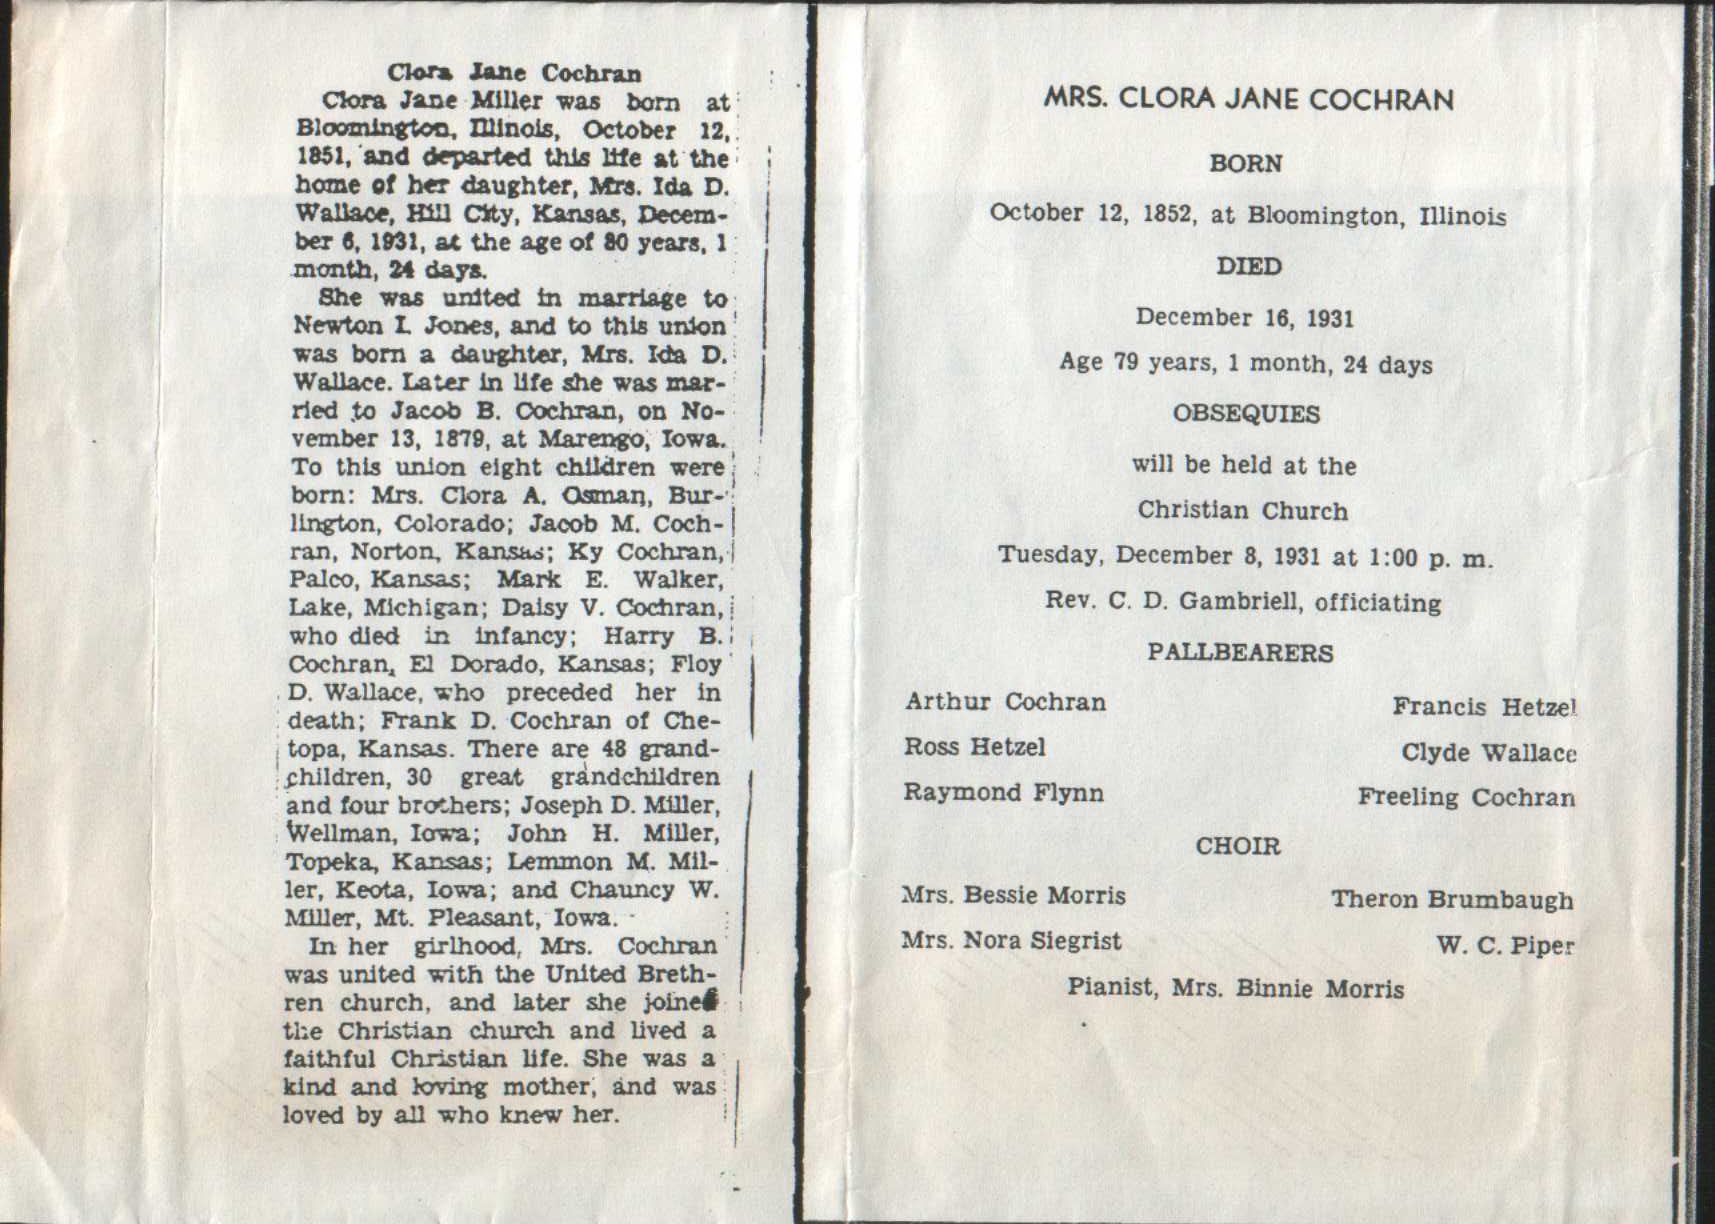 Clora Jane Cochran
Clora Jane Miller was born at
Bloomington, Illinois, October 12,
1851, and departed this life at the
home of her daughter, Mrs. Ida D.
Wallace, Hill City, Kansas, Decem-
ber 6, 1931, at the age of 80 years, 1
month, 24 days.
She was united in marriage to
Newton I. Jones, and to this union
was born a daughter, Mrs. Ida D.
Wallace. Later in life she was mar-
ried to Jacob B. Cochran, on No-
vember 13, 1879, at Marengo, Iowa.
To this union eight children were
born: Mrs. Clora A. Osman, Bur-
lington, Colorado; Jacob M. Coch-
ran, Norton, Kansas; Ky Cochran,
Palco, Kansas; Mark E. Walker,
Lake, Michigan; Daisy V. Cochran,
who died in infancy; Harry B.
Cochran, El Dorado, Kansas; Floy
D. Wallace, who preceded her in
death; Frank D. Cochran of Che-
topa, Kansas. There are 48 grand-
children, 30 great grandchildren
and four brothers; Joseph D. Miller,
Wellman, Iowa; John H. Miller,
Topeka, Kansas; Lemmon M. Mil-
ler, Keota, Iowa; and Chauncy W.
Miller, Mt. Pleasant, Iowa.
In her girlhood, Mrs. Cochran
was united with the United Breth-
ren church, and later she joined
the Christian church and lived a
faithful Christian life. She was a
kind and loving mother, and was
loved by all who knew her.
MRS. CLORA JANE COCHRAN
BORN
October 12, 1852, at Bloomington, Illinois
DIED
December 16, 1931
Age 79 years, 1 month, 24 days
OBSEQUIES
will be held at the
Christian Church
Tuesday, December 8, 1931 at 1:00 p. m.
Rev. C. D. Gambriell, officiating
PALLBEARERS
Arthur Cochran Francis Hetzel
Ross Hetzel Clyde Wallace
Raymond Flynn Freeling Cochran
CHOIR
Mrs. Bessie Morris Theron Brumbaugh
Mrs. Nora Siegrist W. C. Piper
Pianist, Mrs. Binnie Morris